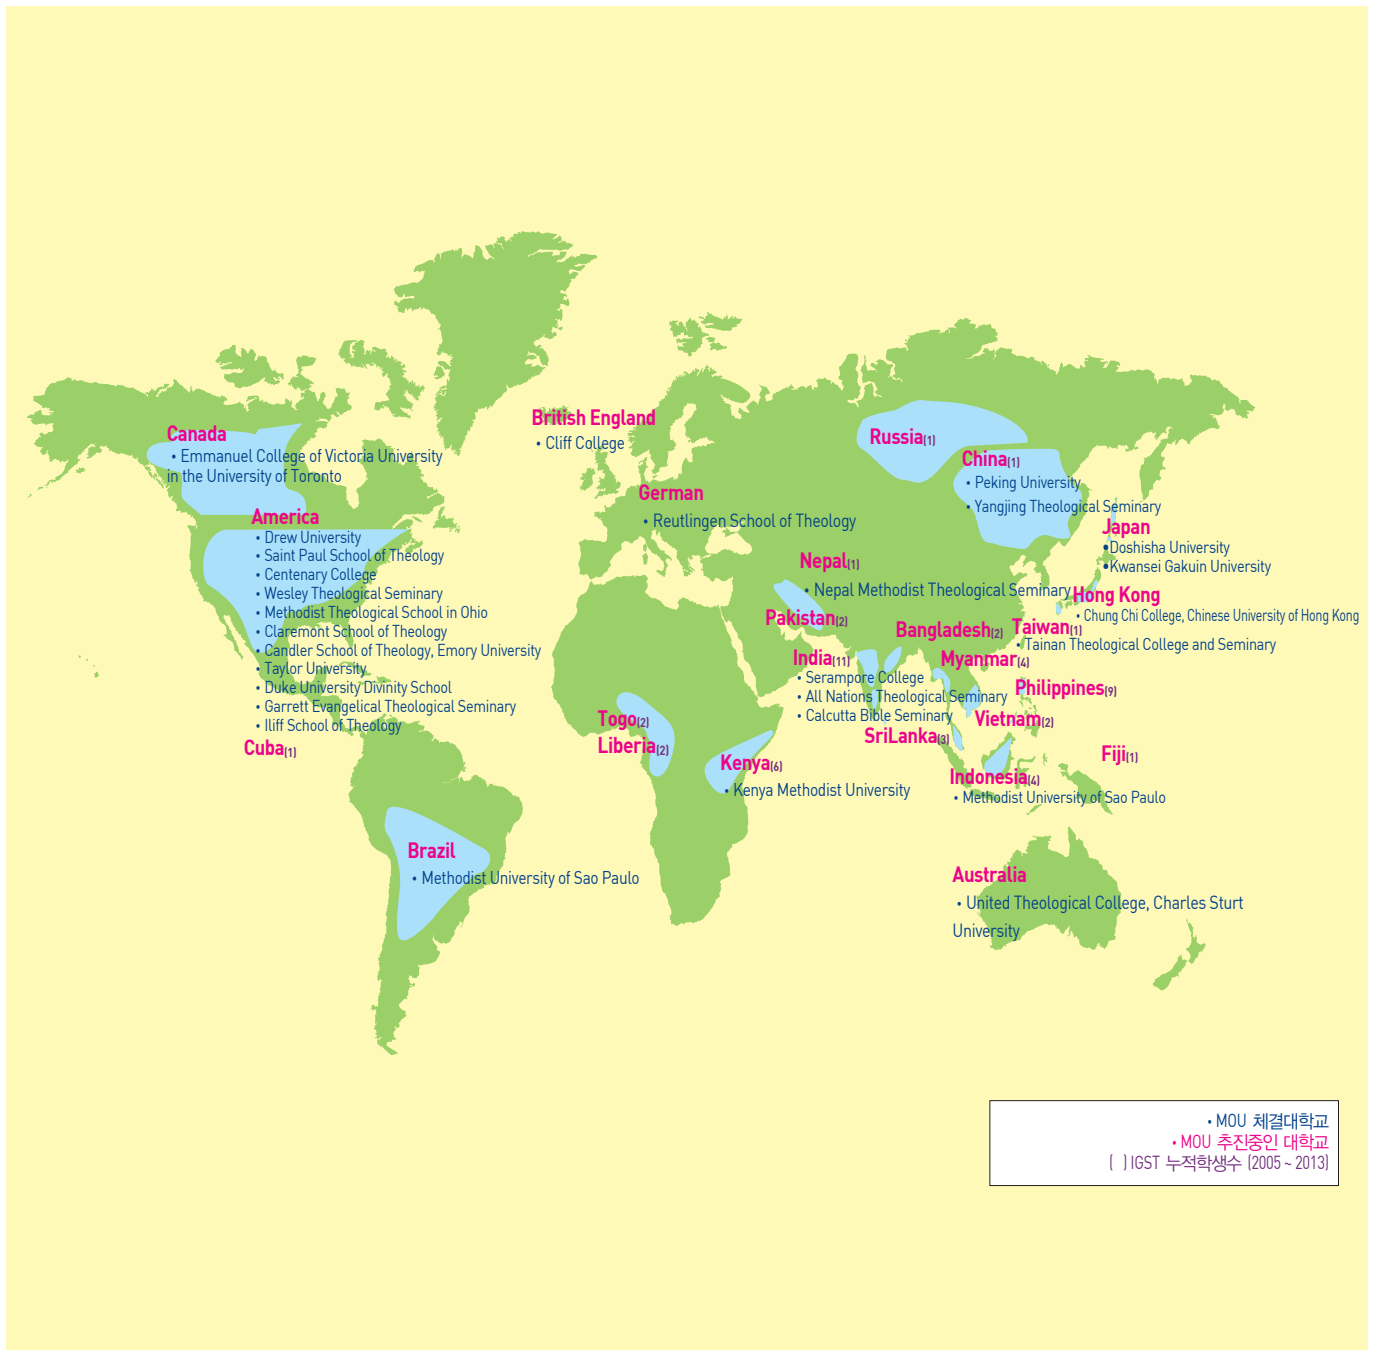 Canada
• Emmanuel College of Victoria University
in the University of Toronto
America
• Drew University
• Saint Paul School of Theology
• Centenary College
• Wesley Theological Seminary
• Methodist Theological School in Ohio
• Claremont School of Theology
• Candler School of Theology, Emory University
• Taylor University
• Duke University Divinity School
• Garrett Evangelical Theological Seminary
• Iliff School of Theology
Cuba(1)
Brazil
• Methodist University of Sao Paulo
British England
• Cliff College
German
• Reutlingen School of Theology
Togo(2)
Liberia(2)
Kenya(6)
• Kenya Methodist University
Russia(1)
China(1)
• Peking University
• Yangjing Theological Seminary
Japan
•Doshisha University
•Kwansei Gakuin University
Nepal(1)
• Nepal Methodist Theological Seminary
Hong Kong
• Chung Chi College, Chinese University of Hong Kong
Pakistan(2)
Bangladesh(2)
Taiwan(1)
• Tainan Theological College and Seminary
India(11)
• Serampore College
• All Nations Theological Seminary
• Calcutta Bible Seminary
Myanmar(4)
Philippines(9)
Vietnam(2)
SriLanka(3)
Fiji(1)
Indonesia(4)
• Methodist University of Sao Paulo
Australia
• United Theological College, Charles Sturt
University
• MOU 체결대학교
• MOU 추진중인 대학교
( ) IGST 누적학생수 (2005 ~ 2013)